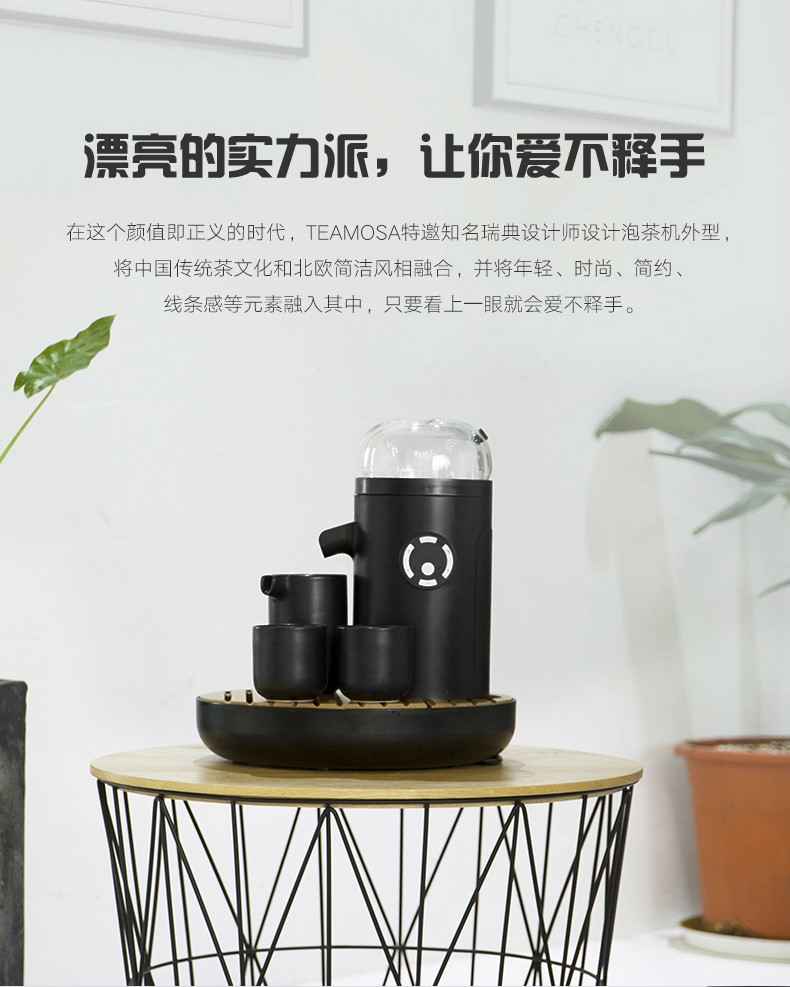 CHENGDU
漂亮的实力派，让你爱不释手
在这个颜值即正义的时代，TEAMOSA特邀知名瑞典设计师设计泡茶机外型，
将中国传统茶文化和北欧简洁风相融合，并将年轻、时尚、简约、
线条感等元素融入其中，只要看上一眼就会爱不释手。